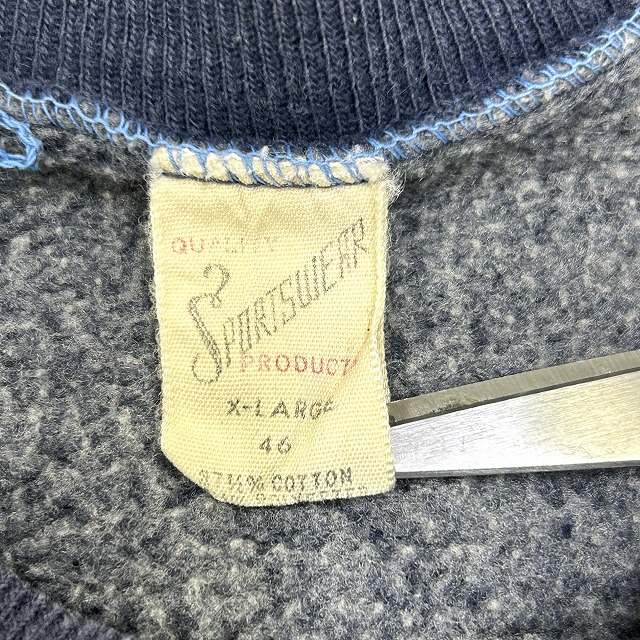 QUALITY
SPORTSWEAR
PRODUCT
X-LARGE
46
COTTON